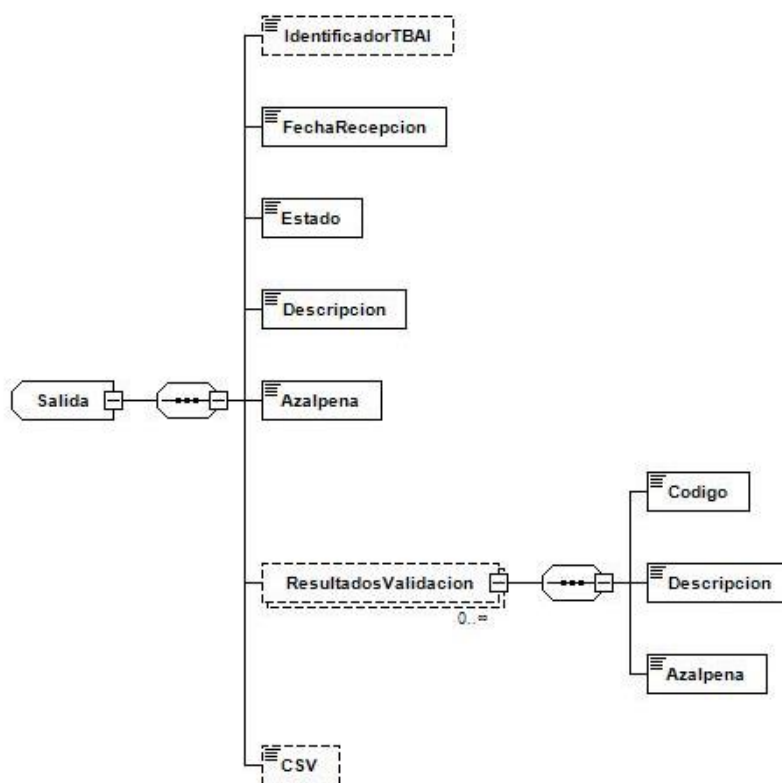 IdentificadorTBAI
FechaRecepcion
Estado
Descripcion
Salida
Azalpena
Codigo
ResultadosValidacion
Descripcion
0..∞
Azalpena
CSV